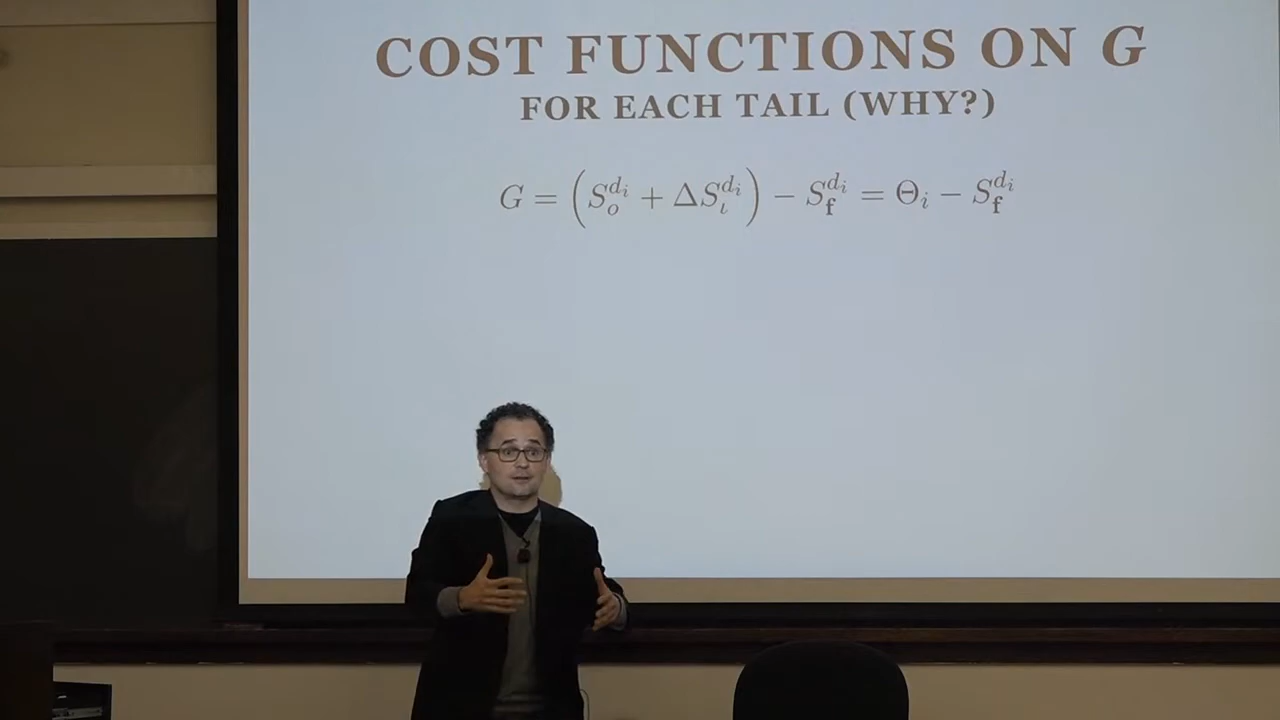 COST FUNCTIONS ON G
FOR EACH TAIL (WHY?)
G = (S_o^{d_i} + ΔS_ι^{d_i}) − S_f^{d_i} = Θ_i − S_f^{d_i}